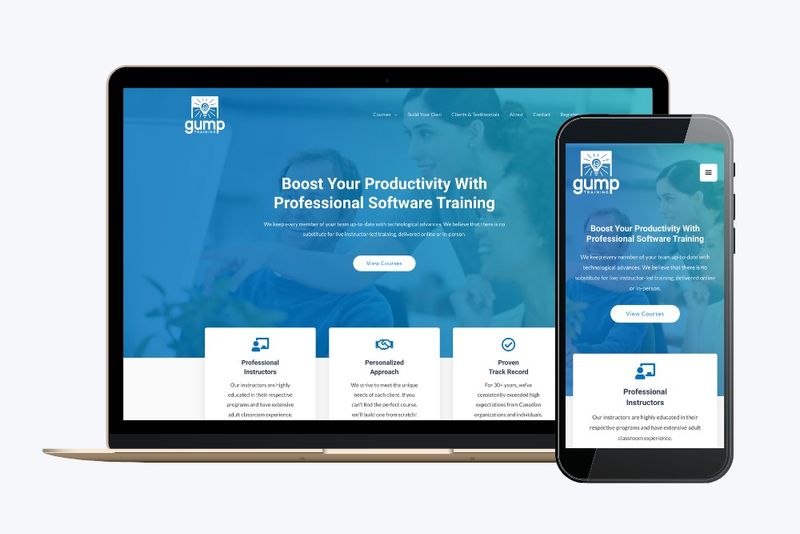 gump
TRAINING
Courses
Build Your Own
Clients & Testimonials
About
Contact
Boost Your Productivity With
Professional Software Training
We keep every member of your team up-to-date with technological advances. We believe that there is no
substitute for live instructor-led training, delivered online or in-person.
View Courses
Professional
Instructors
Our instructors are highly
educated in their respective
programs and have extensive
adult classroom experience.
Personalized
Approach
We strive to meet the unique
needs of each client. If you
can't find the perfect course,
we'll build one from scratch!
Proven
Track Record
For 30+ years, we've
consistently exceeded high
expectations from Canadian
organizations and individuals.
gump
TRAINING
Boost Your Productivity With
Professional Software Training
We keep every member of your team up-to-date with
technological advances. We believe that there is no
substitute for live instructor-led training, delivered online
or in-person.
View Courses
Professional
Instructors
Our instructors are highly educated in their
respective programs and have extensive adult
classroom experience.